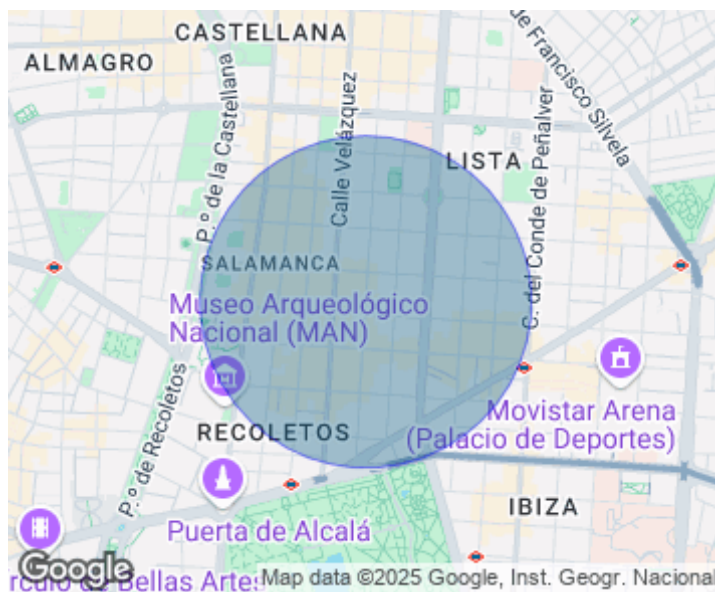 CASTELLANA
ALMAGRO
de Francisco Silvela
P.º de la Castellana
Calle Velázquez
LISTA
C. del Conde de Peñalver
SALAMANCA
Museo Arqueológico
Nacional (MAN)
P.º de Recoletos
RECOLETOS
Movistar Arena
(Palacio de Deportes)
IBIZA
Puerta de Alcalá
Google
rculo de Bellas Artes
Map data ©2025 Google, Inst. Geogr. Nacional